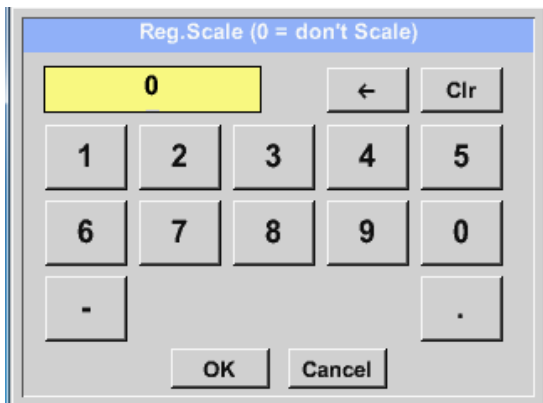 Reg.Scale (0 = don't Scale)
0 ← Clr
1 2 3 4 5
6 7 8 9 0
- .
OK Cancel